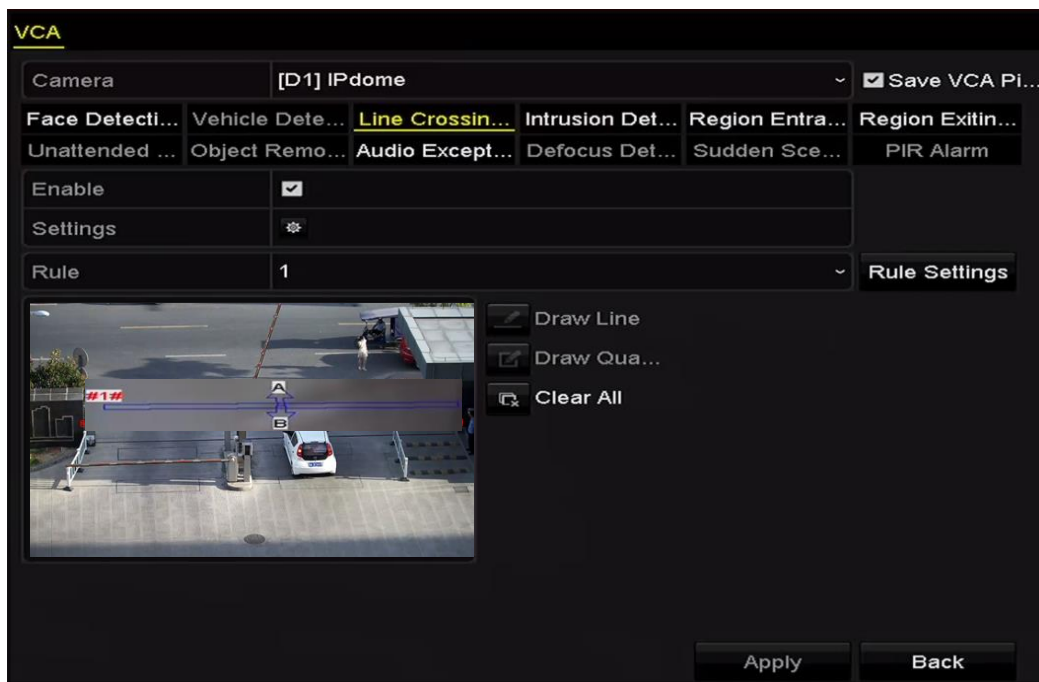 VCA
Camera [D1] IPdome Save VCA Pi...
Face Detecti... Vehicle Dete... Line Crossin... Intrusion Det... Region Entra... Region Exitin...
Unattended ... Object Remo... Audio Except... Defocus Det... Sudden Sce... PIR Alarm
Enable
Settings
Rule 1 Rule Settings
Draw Line
Draw Qua...
Clear All
#1#
A
B
Apply Back